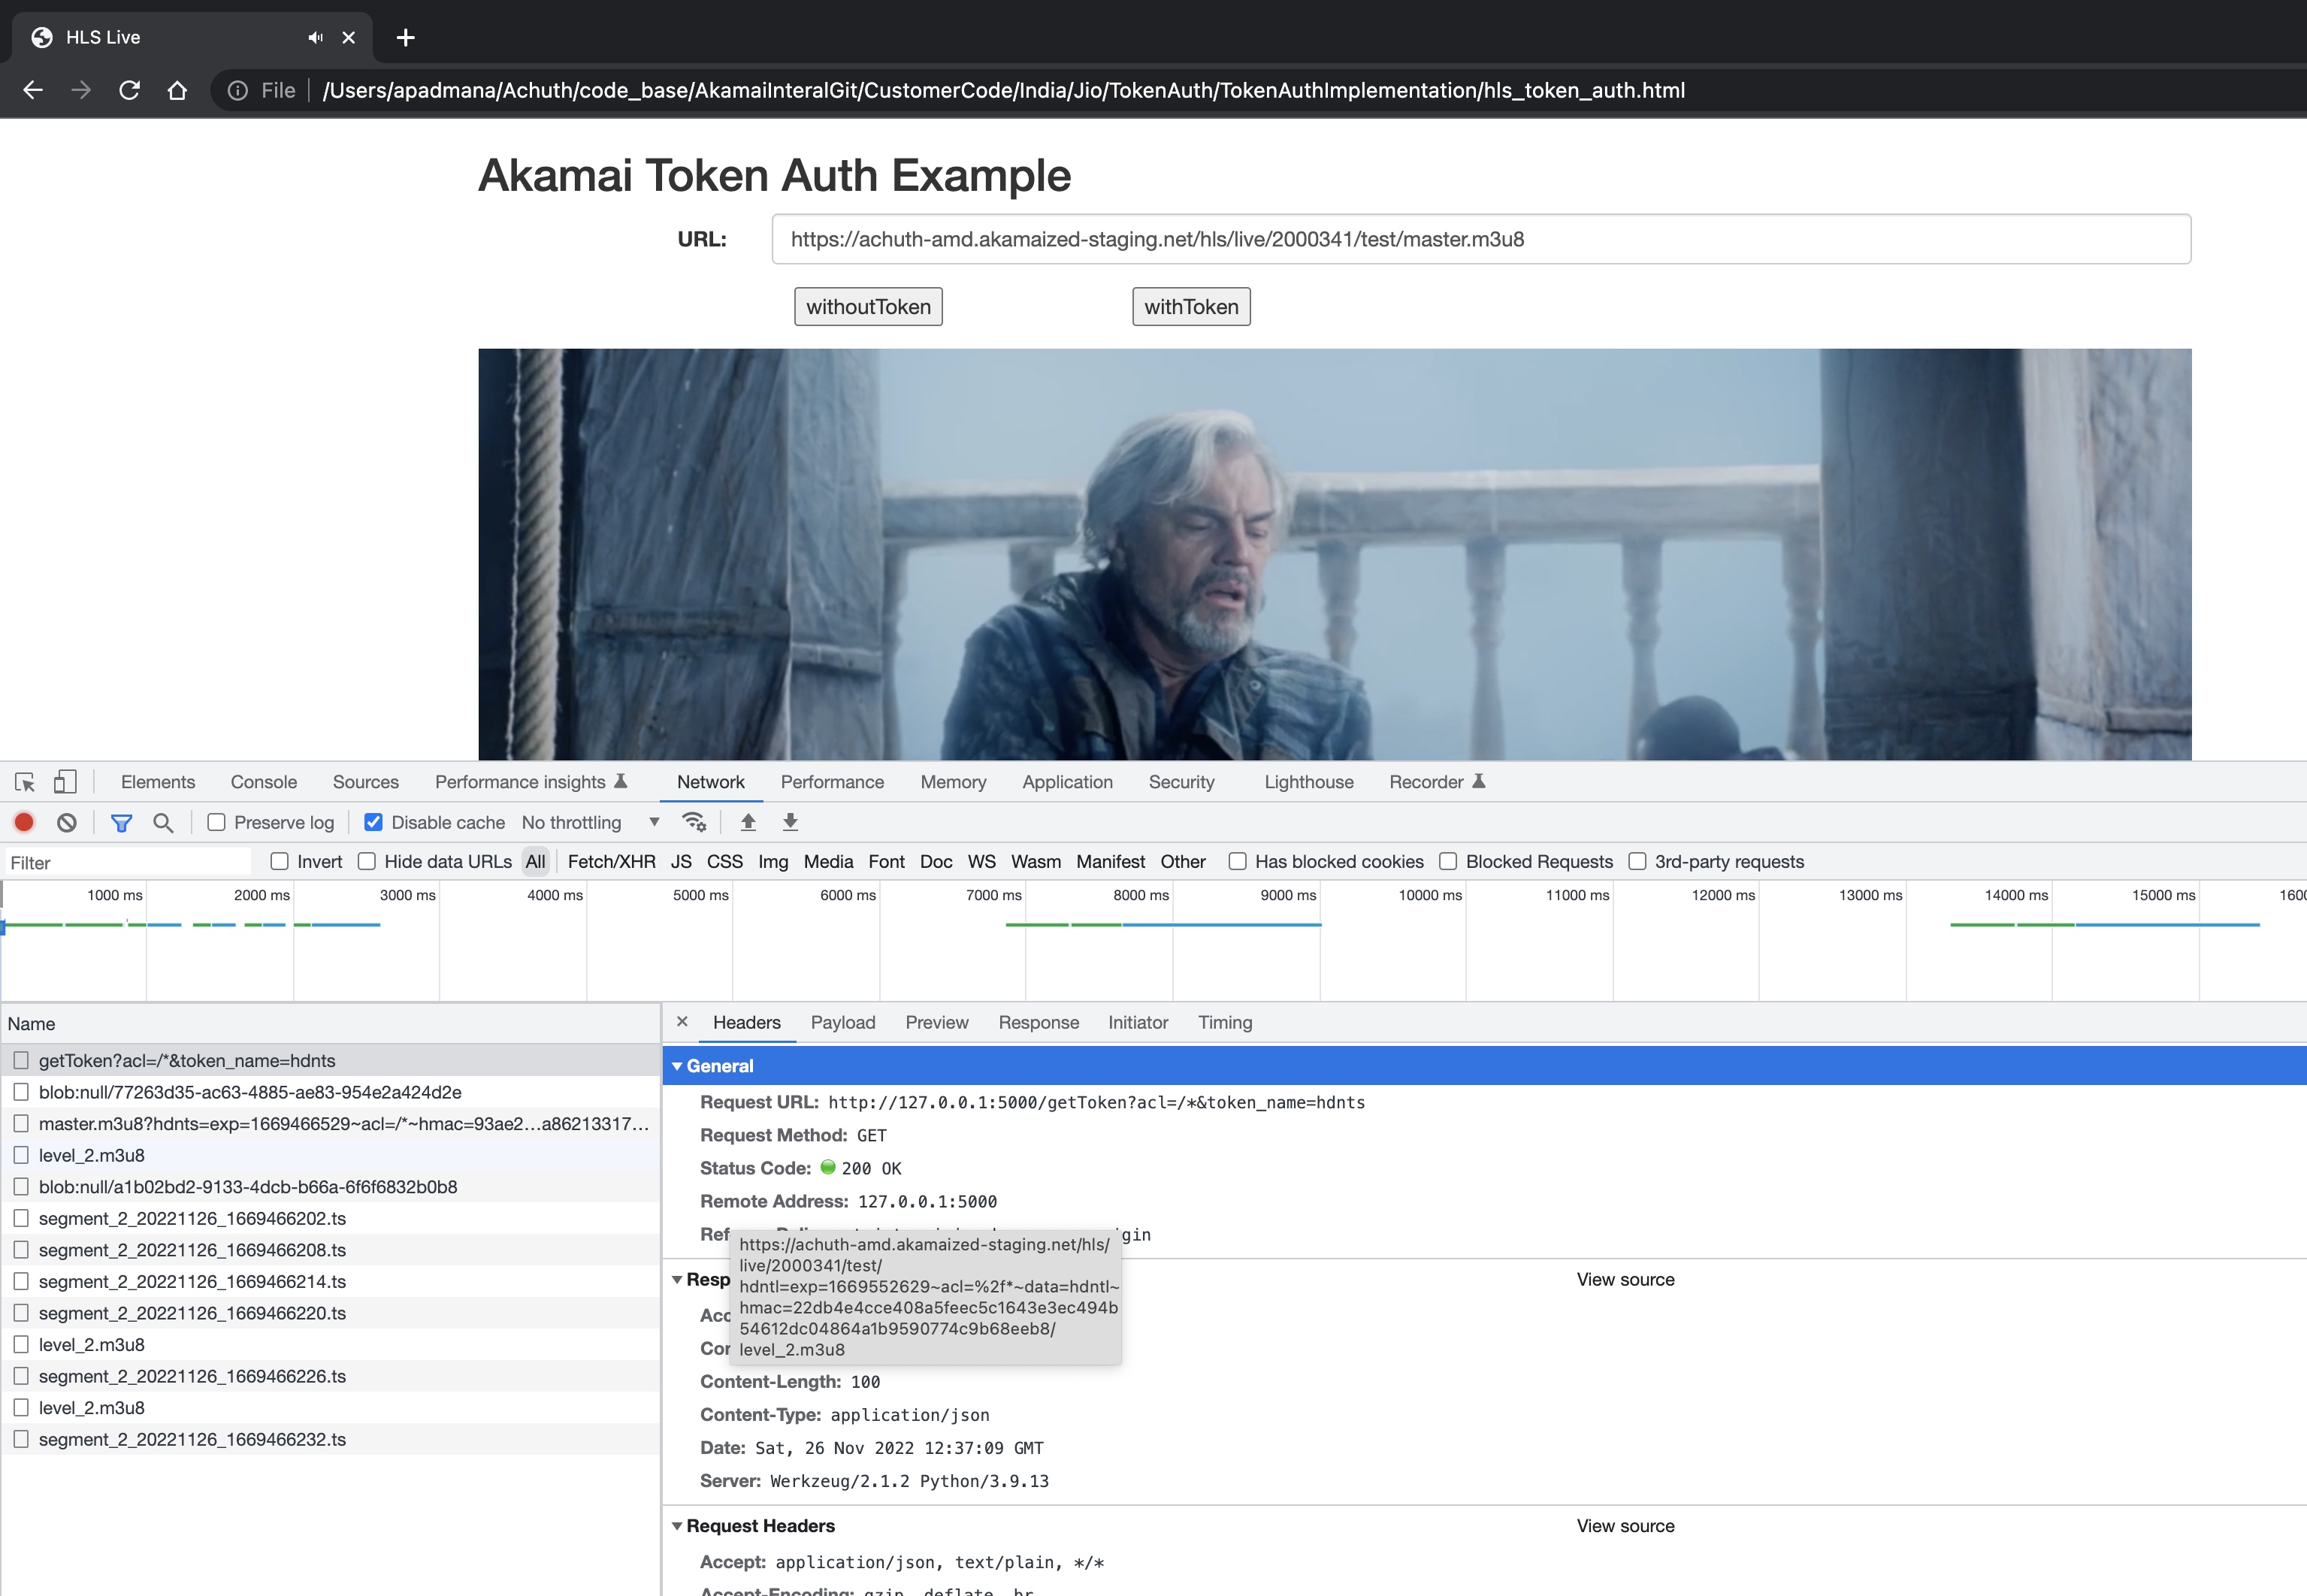 HLS Live
File /Users/apadmana/Achuth/code_base/AkamaiInteralGit/CustomerCode/India/Jio/TokenAuth/TokenAuthImplementation/hls_token_auth.html
Akamai Token Auth Example
URL: https://achuth-amd.akamaized-staging.net/hls/live/2000341/test/master.m3u8
withoutToken withToken
Elements Console Sources Performance insights Network Performance Memory Application Security Lighthouse Recorder
Preserve log Disable cache No throttling
Filter Invert Hide data URLs All Fetch/XHR JS CSS Img Media Font Doc WS Wasm Manifest Other Has blocked cookies Blocked Requests 3rd-party requests
1000 ms 2000 ms 3000 ms 4000 ms 5000 ms 6000 ms 7000 ms 8000 ms 9000 ms 10000 ms 11000 ms 12000 ms 13000 ms 14000 ms 15000 ms
Name
getToken?acl=/*&token_name=hdnts
blob:null/77263d35-ac63-4885-ae83-954e2a424d2e
master.m3u8?hdnts=exp=1669466529~acl=/*~hmac=93ae2…a86213317…
level_2.m3u8
blob:null/a1b02bd2-9133-4dcb-b66a-6f6f6832b0b8
segment_2_20221126_1669466202.ts
segment_2_20221126_1669466208.ts
segment_2_20221126_1669466214.ts
segment_2_20221126_1669466220.ts
level_2.m3u8
segment_2_20221126_1669466226.ts
level_2.m3u8
segment_2_20221126_1669466232.ts
Headers Payload Preview Response Initiator Timing
General
Request URL: http://127.0.0.1:5000/getToken?acl=/*&token_name=hdnts
Request Method: GET
Status Code: 200 OK
Remote Address: 127.0.0.1:5000
https://achuth-amd.akamaized-staging.net/hls/
live/2000341/test/
hdntl=exp=1669552629~acl=%2f*~data=hdntl~
hmac=22db4e4cce408a5feec5c1643e3ec494b
54612dc04864a1b9590774c9b68eeb8/
level_2.m3u8
View source
Content-Length: 100
Content-Type: application/json
Date: Sat, 26 Nov 2022 12:37:09 GMT
Server: Werkzeug/2.1.2 Python/3.9.13
Request Headers View source
Accept: application/json, text/plain, */*
Accept-Encoding: gzip, deflate, br